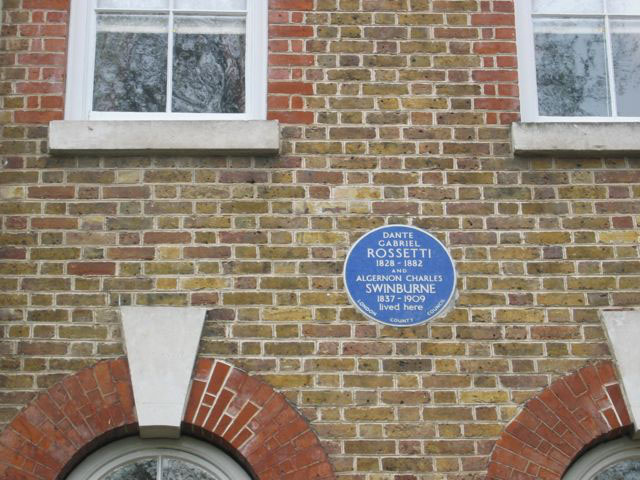 DANTE
GABRIEL
ROSSETTI
1828 - 1882
AND
ALGERNON CHARLES
SWINBURNE
1837 - 1909
lived here
LONDON COUNTY COUNCIL